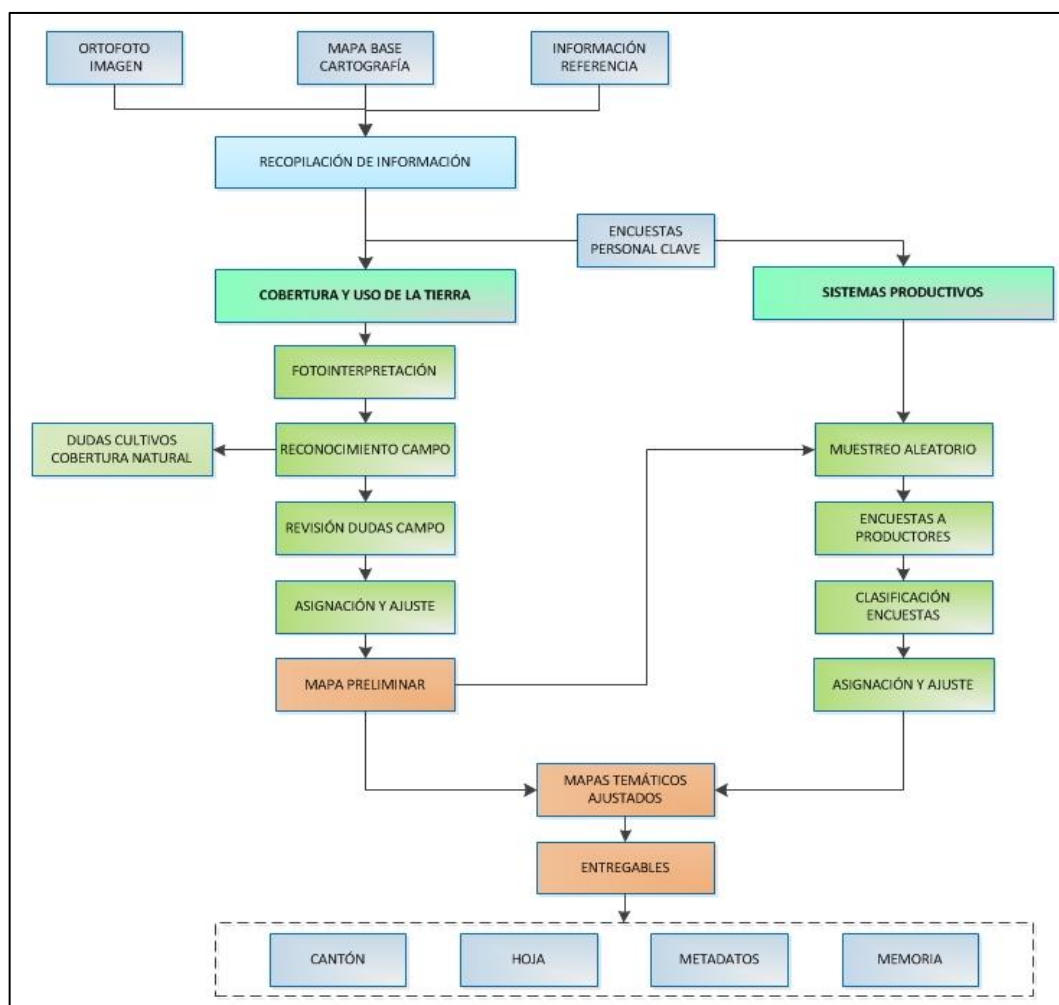 ORTOFOTO
IMAGEN
MAPA BASE
CARTOGRAFÍA
INFORMACIÓN
REFERENCIA
RECOPILACIÓN DE INFORMACIÓN
ENCUESTAS
PERSONAL CLAVE
COBERTURA Y USO DE LA TIERRA
SISTEMAS PRODUCTIVOS
FOTOINTERPRETACIÓN
DUDAS CULTIVOS
COBERTURA NATURAL
RECONOCIMIENTO CAMPO
MUESTREO ALEATORIO
REVISIÓN DUDAS CAMPO
ENCUESTAS A
PRODUCTORES
ASIGNACIÓN Y AJUSTE
CLASIFICACIÓN
ENCUESTAS
MAPA PRELIMINAR
ASIGNACIÓN Y AJUSTE
MAPAS TEMÁTICOS
AJUSTADOS
ENTREGABLES
CANTÓN
HOJA
METADATOS
MEMORIA